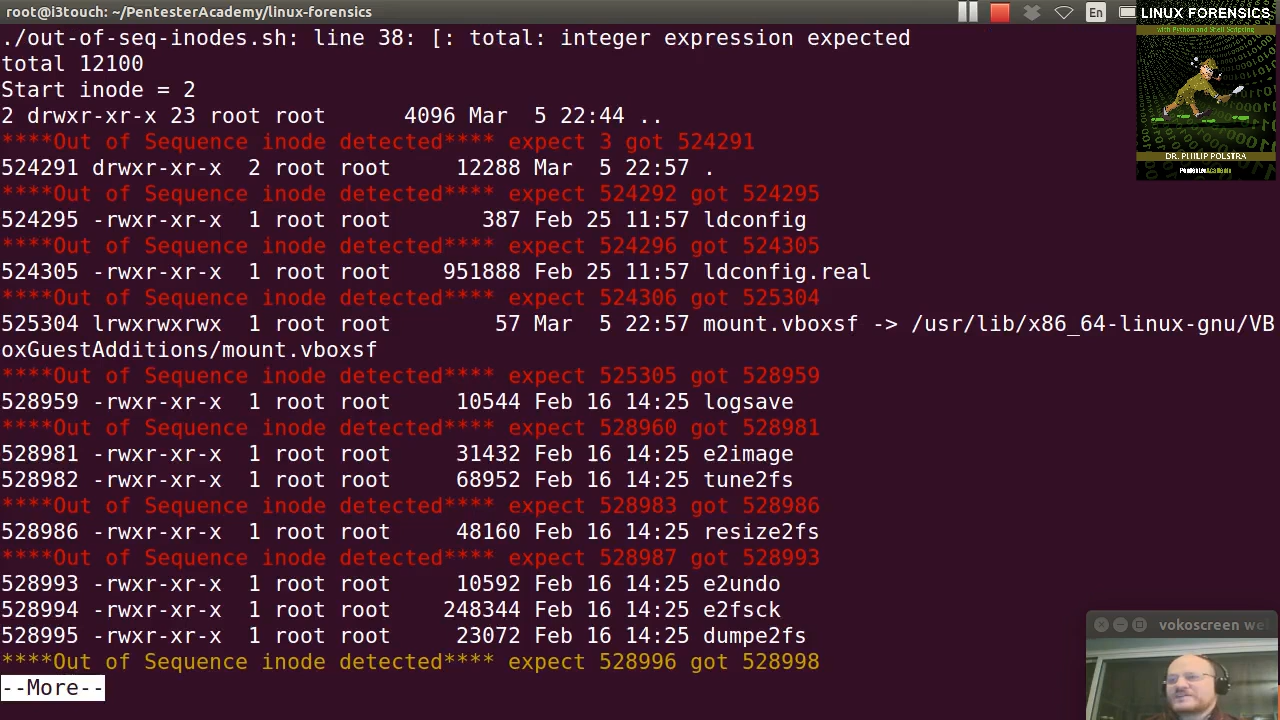 root@i3touch: ~/PentesterAcademy/linux-forensics
En
./out-of-seq-inodes.sh: line 38: [: total: integer expression expected
total 12100
Start inode = 2
2 drwxr-xr-x 23 root root      4096 Mar  5 22:44 ..
****Out of Sequence inode detected**** expect 3 got 524291
524291 drwxr-xr-x  2 root root     12288 Mar  5 22:57 .
****Out of Sequence inode detected**** expect 524292 got 524295
524295 -rwxr-xr-x  1 root root       387 Feb 25 11:57 ldconfig
****Out of Sequence inode detected**** expect 524296 got 524305
524305 -rwxr-xr-x  1 root root    951888 Feb 25 11:57 ldconfig.real
****Out of Sequence inode detected**** expect 524306 got 525304
525304 lrwxrwxrwx  1 root root        57 Mar  5 22:57 mount.vboxsf -> /usr/lib/x86_64-linux-gnu/VB
oxGuestAdditions/mount.vboxsf
****Out of Sequence inode detected**** expect 525305 got 528959
528959 -rwxr-xr-x  1 root root     10544 Feb 16 14:25 logsave
****Out of Sequence inode detected**** expect 528960 got 528981
528981 -rwxr-xr-x  1 root root     31432 Feb 16 14:25 e2image
528982 -rwxr-xr-x  1 root root     68952 Feb 16 14:25 tune2fs
****Out of Sequence inode detected**** expect 528983 got 528986
528986 -rwxr-xr-x  1 root root     48160 Feb 16 14:25 resize2fs
****Out of Sequence inode detected**** expect 528987 got 528993
528993 -rwxr-xr-x  1 root root     10592 Feb 16 14:25 e2undo
528994 -rwxr-xr-x  1 root root    248344 Feb 16 14:25 e2fsck
528995 -rwxr-xr-x  1 root root     23072 Feb 16 14:25 dumpe2fs
****Out of Sequence inode detected**** expect 528996 got 528998
--More--
LINUX FORENSICS
with Python and Shell Scripting
DR. PHILIP POLSTRA
PentesterAcademy
vokoscreen we